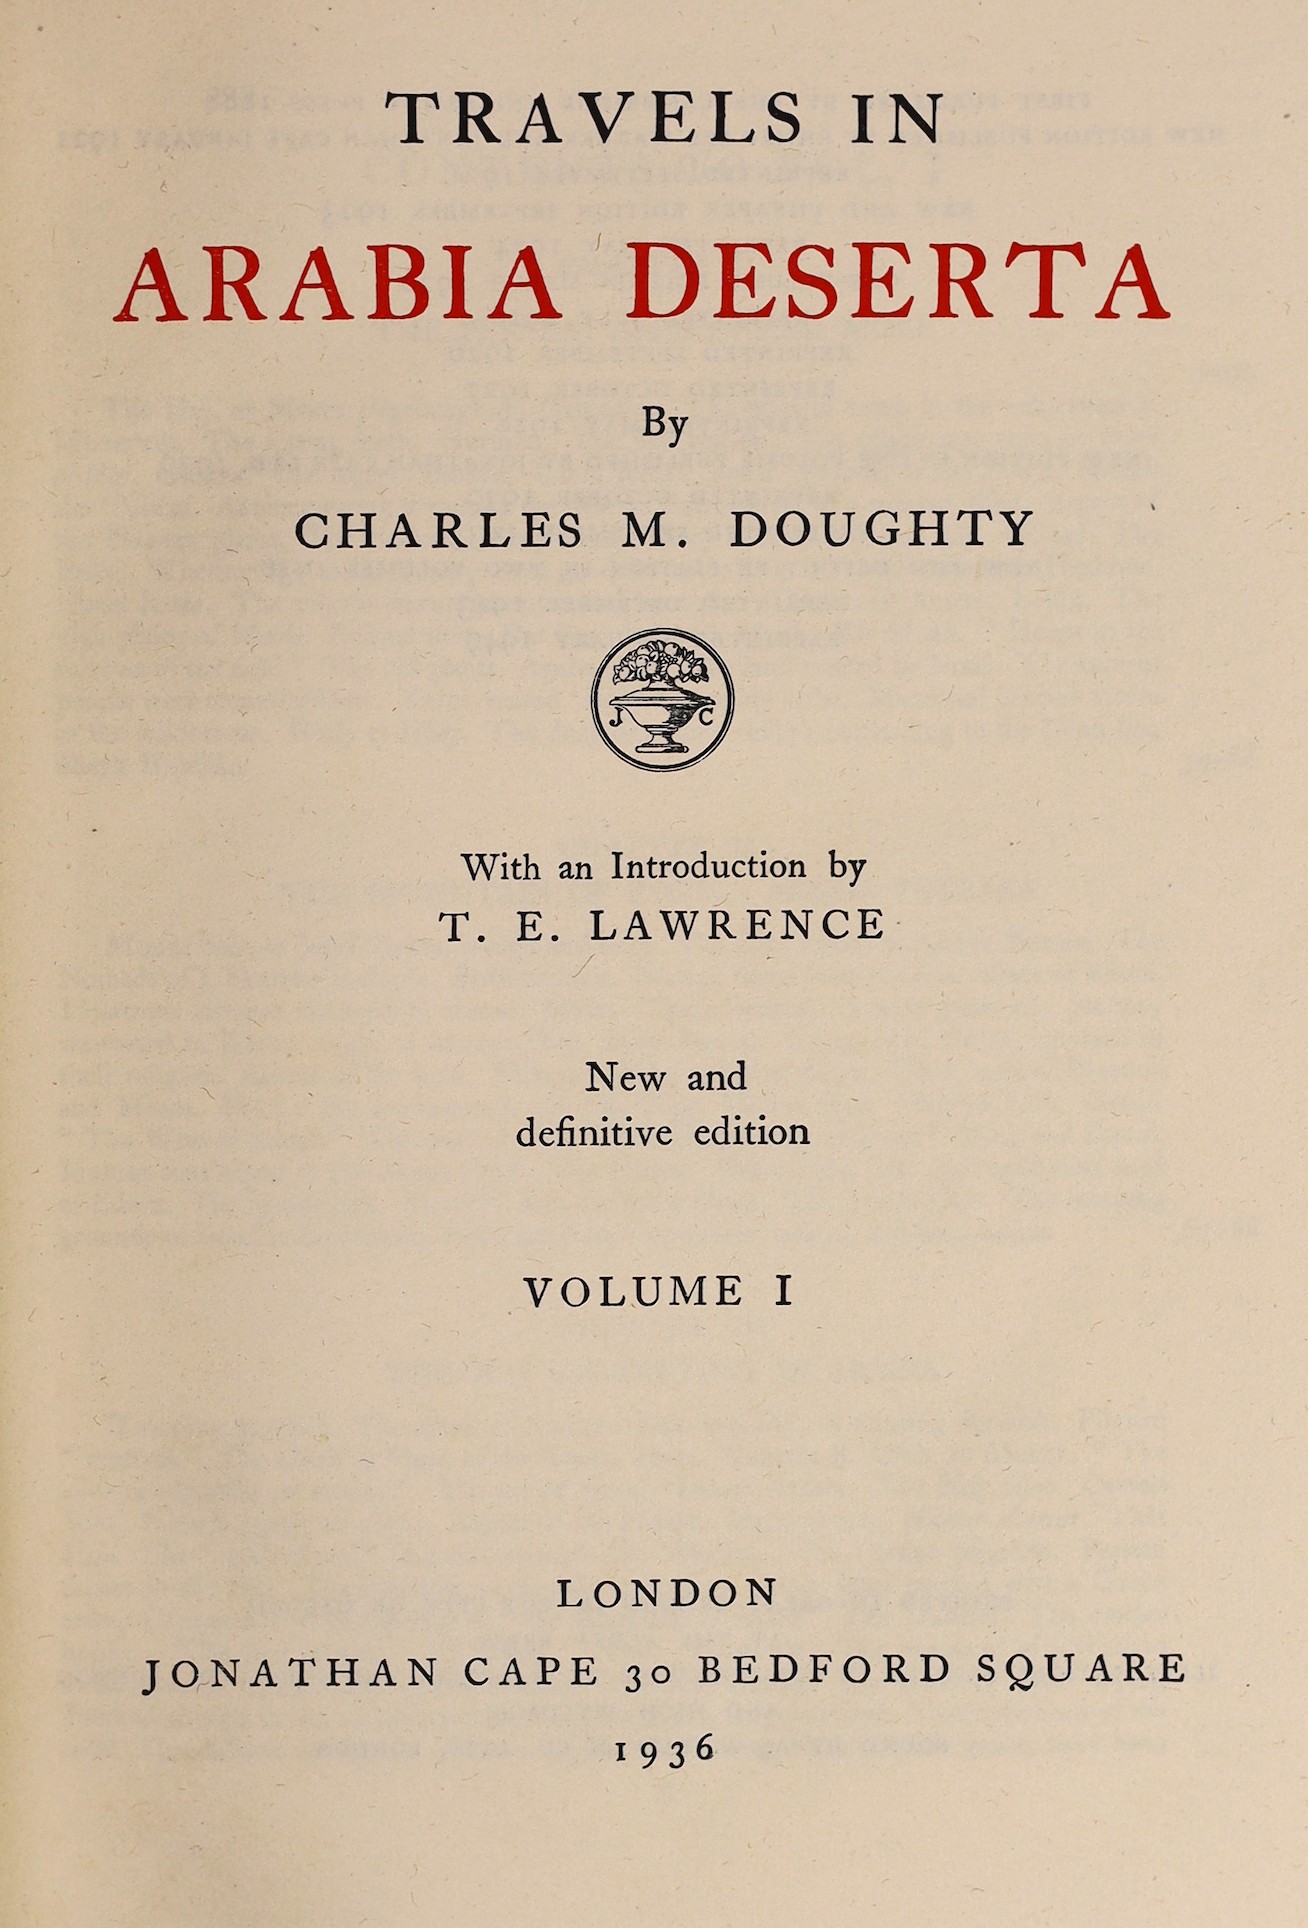 TRAVELS IN
ARABIA DESERTA
By
CHARLES M. DOUGHTY
J C
With an Introduction by
T. E. LAWRENCE
New and
definitive edition
VOLUME I
LONDON
JONATHAN CAPE 30 BEDFORD SQUARE
1936